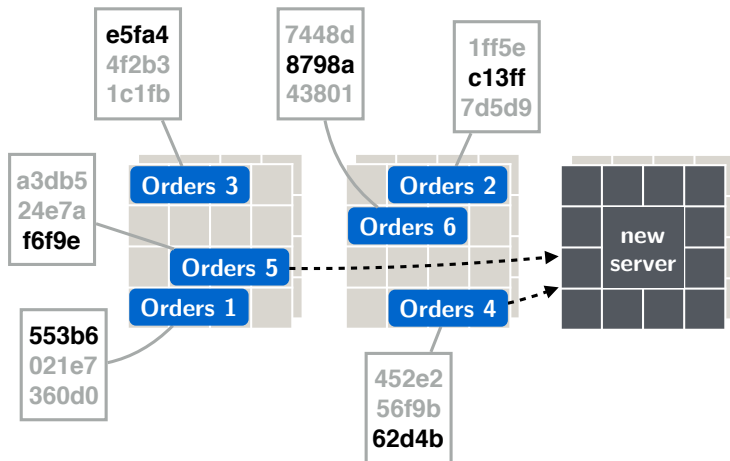 e5fa4
4f2b3
1c1fb
7448d
8798a
43801
1ff5e
c13ff
7d5d9
a3db5
24e7a
f6f9e
Orders 3
Orders 2
Orders 6
new
server
Orders 5
Orders 1
Orders 4
553b6
021e7
360d0
452e2
56f9b
62d4b